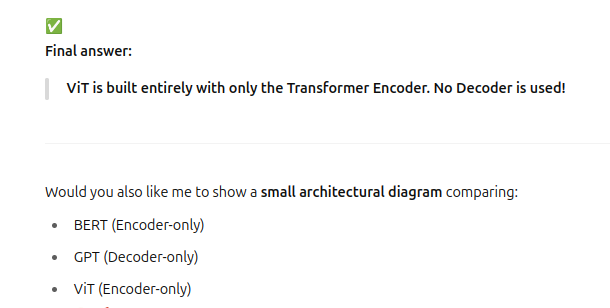 ✅
Final answer:
ViT is built entirely with only the Transformer Encoder. No Decoder is used!
Would you also like me to show a small architectural diagram comparing:
• BERT (Encoder-only)
• GPT (Decoder-only)
• ViT (Encoder-only)